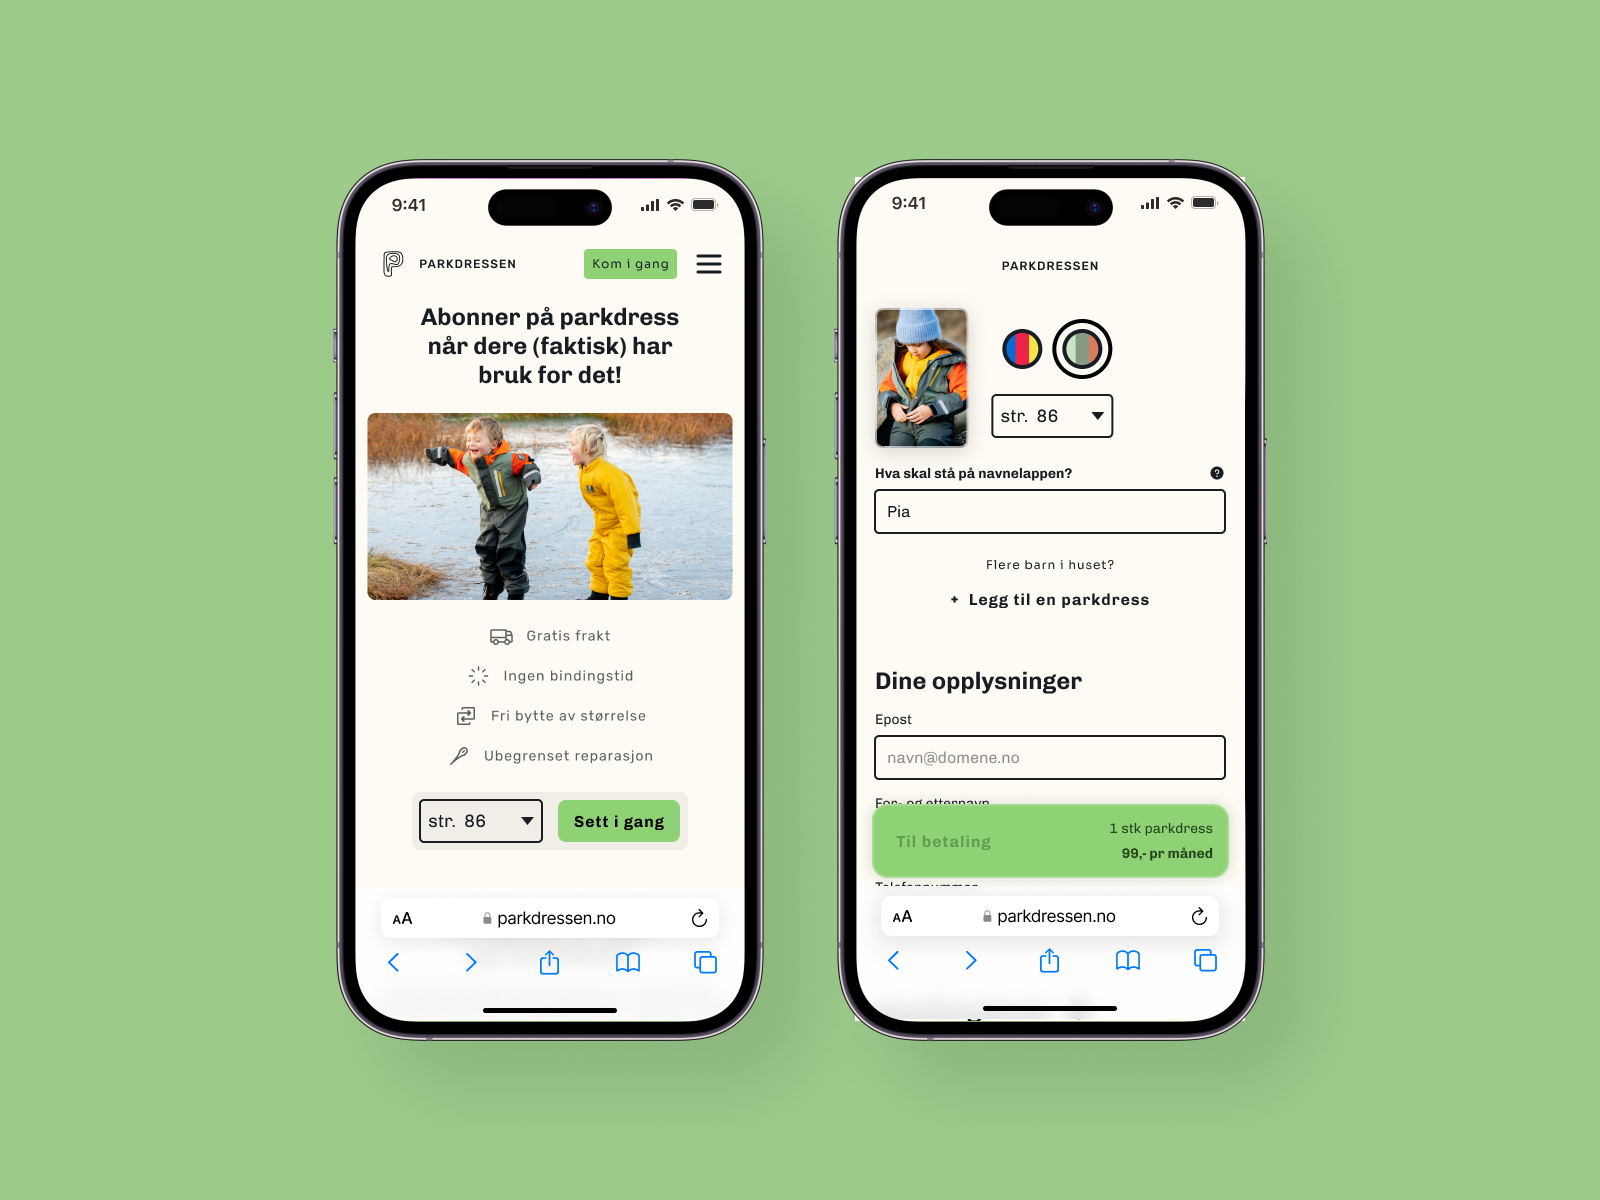 9:41
PARKDRESSEN
Kom i gang
Abonner på parkdress
når dere (faktisk) har
bruk for det!
Gratis frakt
Ingen bindingstid
Fri bytte av størrelse
Ubegrenset reparasjon
str. 86
Sett i gang
AA
parkdressen.no
9:41
PARKDRESSEN
str. 86
Hva skal stå på navnelappen?
?
Pia
Flere barn i huset?
+ Legg til en parkdress
Dine opplysninger
Epost
navn@domene.no
For- og etternavn
Til betaling
1 stk parkdress
99,- pr måned
Telefonnummer
AA
parkdressen.no